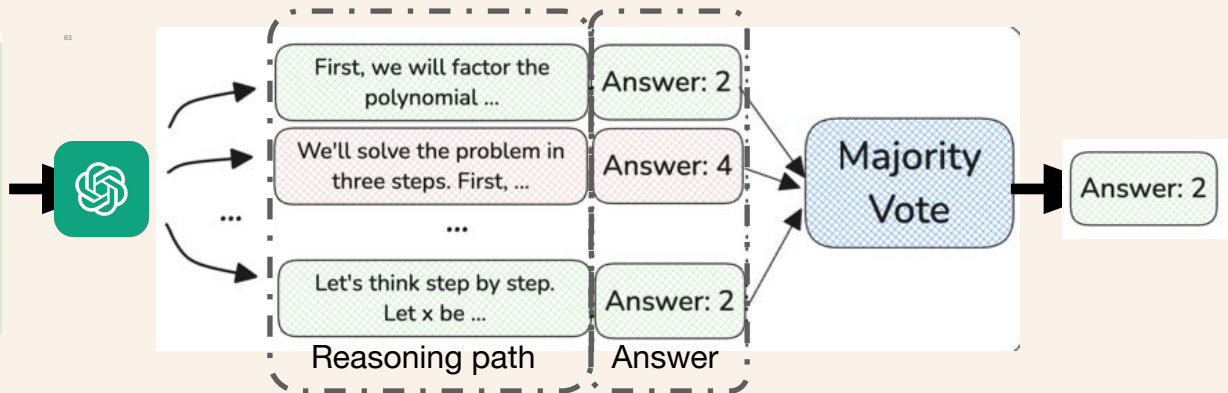 63
First, we will factor the
polynomial ...
Answer: 2
We'll solve the problem in
three steps. First, ...
Answer: 4
...
...
Let's think step by step.
Let x be ...
Answer: 2
Reasoning path
Answer
Majority
Vote
Answer: 2